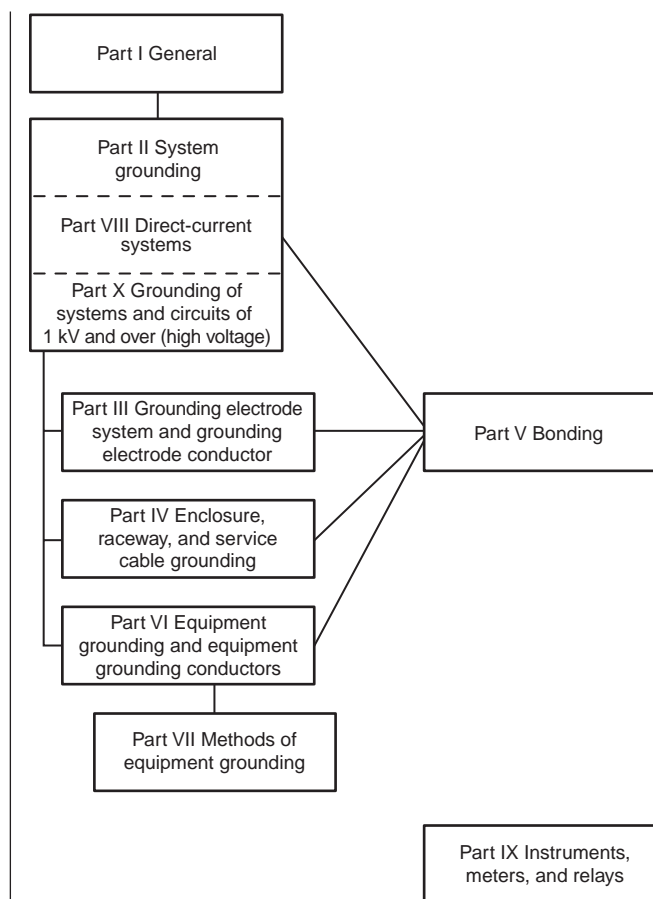 Part I General
Part II System
grounding
Part VIII Direct-current
systems
Part X Grounding of
systems and circuits of
1 kV and over (high voltage)
Part III Grounding electrode
system and grounding
electrode conductor
Part V Bonding
Part IV Enclosure,
raceway, and service
cable grounding
Part VI Equipment
grounding and equipment
grounding conductors
Part VII Methods of
equipment grounding
Part IX Instruments,
meters, and relays